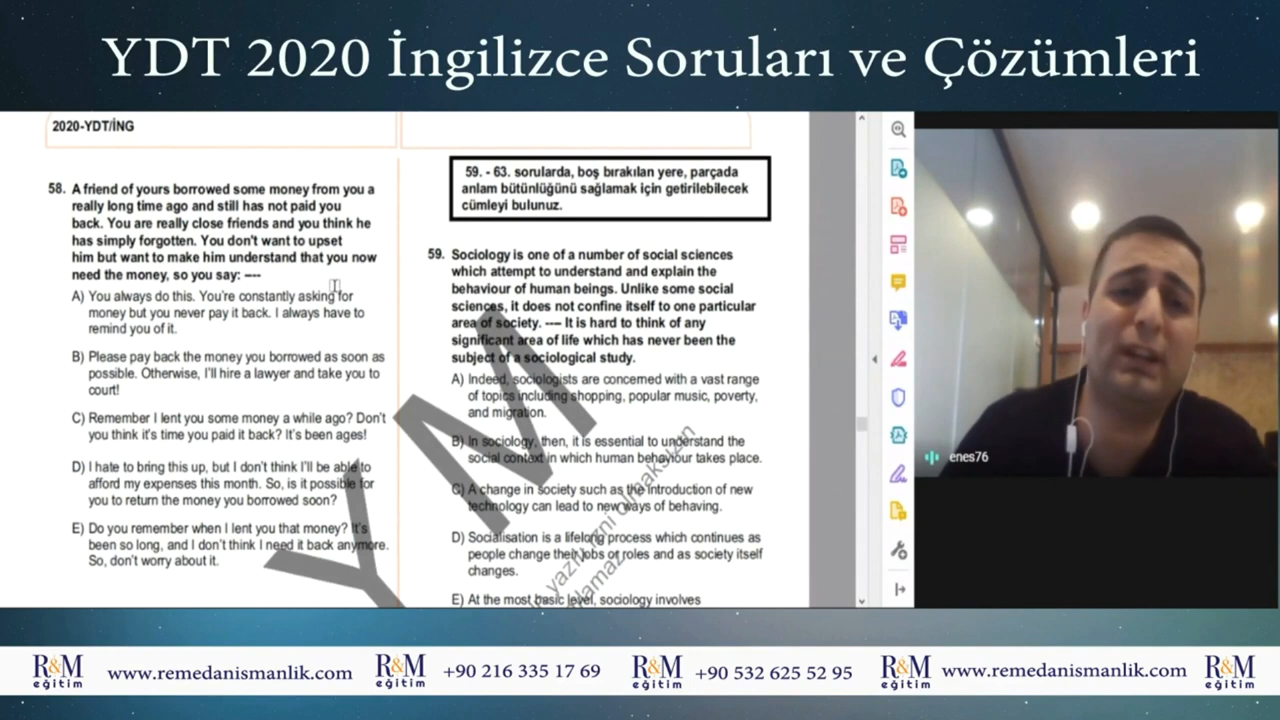 YDT 2020 İngilizce Soruları ve Çözümleri
2020-YDT/İNG
58. A friend of yours borrowed some money from you a
really long time ago and still has not paid you
back. You are really close friends and you think he
has simply forgotten. You don't want to upset
him but want to make him understand that you now
need the money, so you say: ----
A) You always do this. You're constantly asking for
money but you never pay it back. I always have to
remind you of it.
B) Please pay back the money you borrowed as soon as
possible. Otherwise, I'll hire a lawyer and take you to
court!
C) Remember I lent you some money a while ago? Don't
you think it's time you paid it back? It's been ages!
D) I hate to bring this up, but I don't think I'll be able to
afford my expenses this month. So, is it possible for
you to return the money you borrowed soon?
E) Do you remember when I lent you that money? It's
been so long, and I don't think I need it back anymore.
So, don't worry about it.
59. - 63. sorularda, boş bırakılan yere, parçada
anlam bütünlüğünü sağlamak için getirilebilecek
cümleyi bulunuz.
59. Sociology is one of a number of social sciences
which attempt to understand and explain the
behaviour of human beings. Unlike some social
sciences, it does not confine itself to one particular
area of society. ---- It is hard to think of any
significant area of life which has never been the
subject of a sociological study.
A) Indeed, sociologists are concerned with a vast range
of topics including shopping, popular music, poverty,
and migration.
B) In sociology, then, it is essential to understand the
social context in which human behaviour takes place.
C) A change in society such as the introduction of new
technology can lead to new ways of behaving.
D) Socialisation is a lifelong process which continues as
people change their jobs or roles and as society itself
changes.
E) At the most basic level, sociology involves
YM
yazılı izni olmaksızın
enes76
R&M eğitim www.remedanismanlik.com R&M eğitim +90 216 335 17 69 R&M eğitim +90 532 625 52 95 R&M eğitim www.remedanismanlik.com R&M eğitim